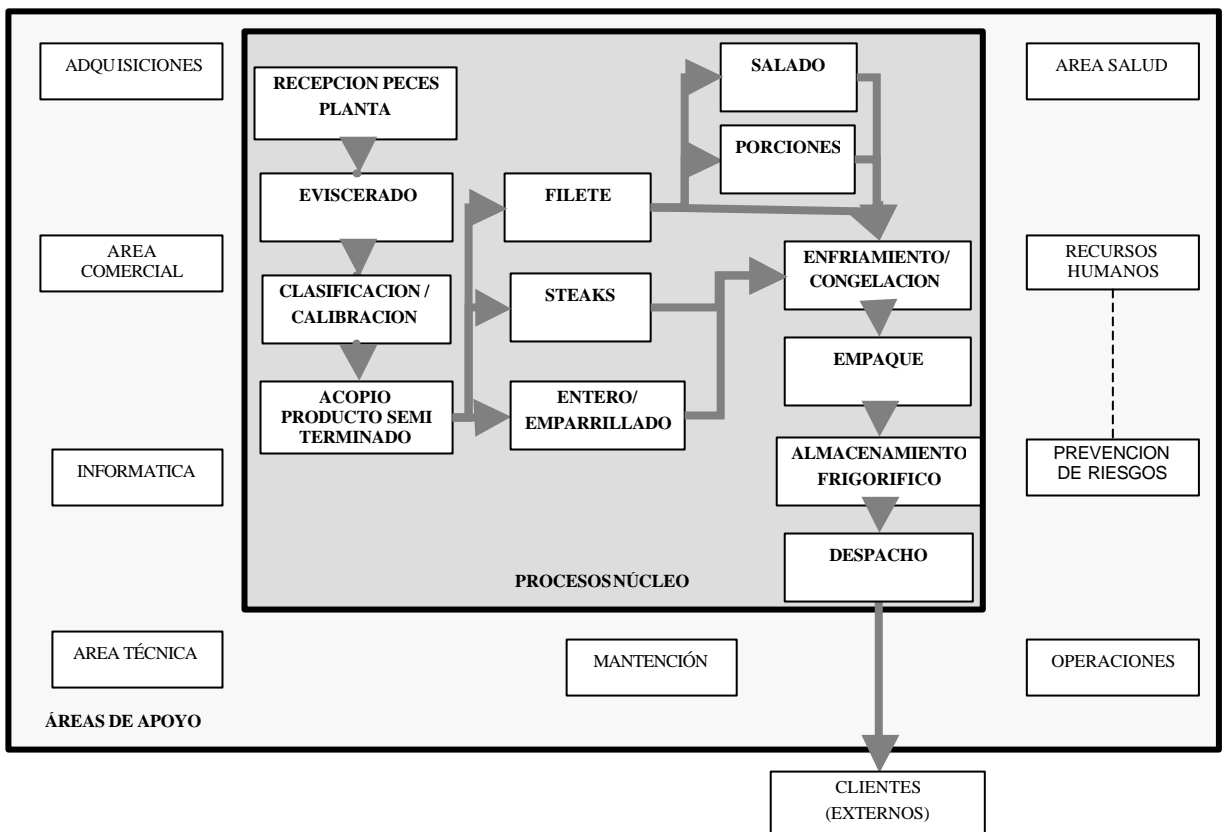 ADQUISICIONES
RECEPCION PECES
PLANTA
SALADO
AREA SALUD
PORCIONES
EVISCERADO
FILETE
AREA
COMERCIAL
CLASIFICACION /
CALIBRACION
STEAKS
ENFRIAMIENTO/
CONGELACION
RECURSOS
HUMANOS
EMPAQUE
ACOPIO
PRODUCTO SEMI
TERMINADO
ENTERO/
EMPARRILLADO
INFORMATICA
ALMACENAMIENTO
FRIGORIFICO
PREVENCION
DE RIESGOS
DESPACHO
PROCESOS NÚCLEO
AREA TÉCNICA
MANTENCIÓN
OPERACIONES
ÁREAS DE APOYO
CLIENTES
(EXTERNOS)